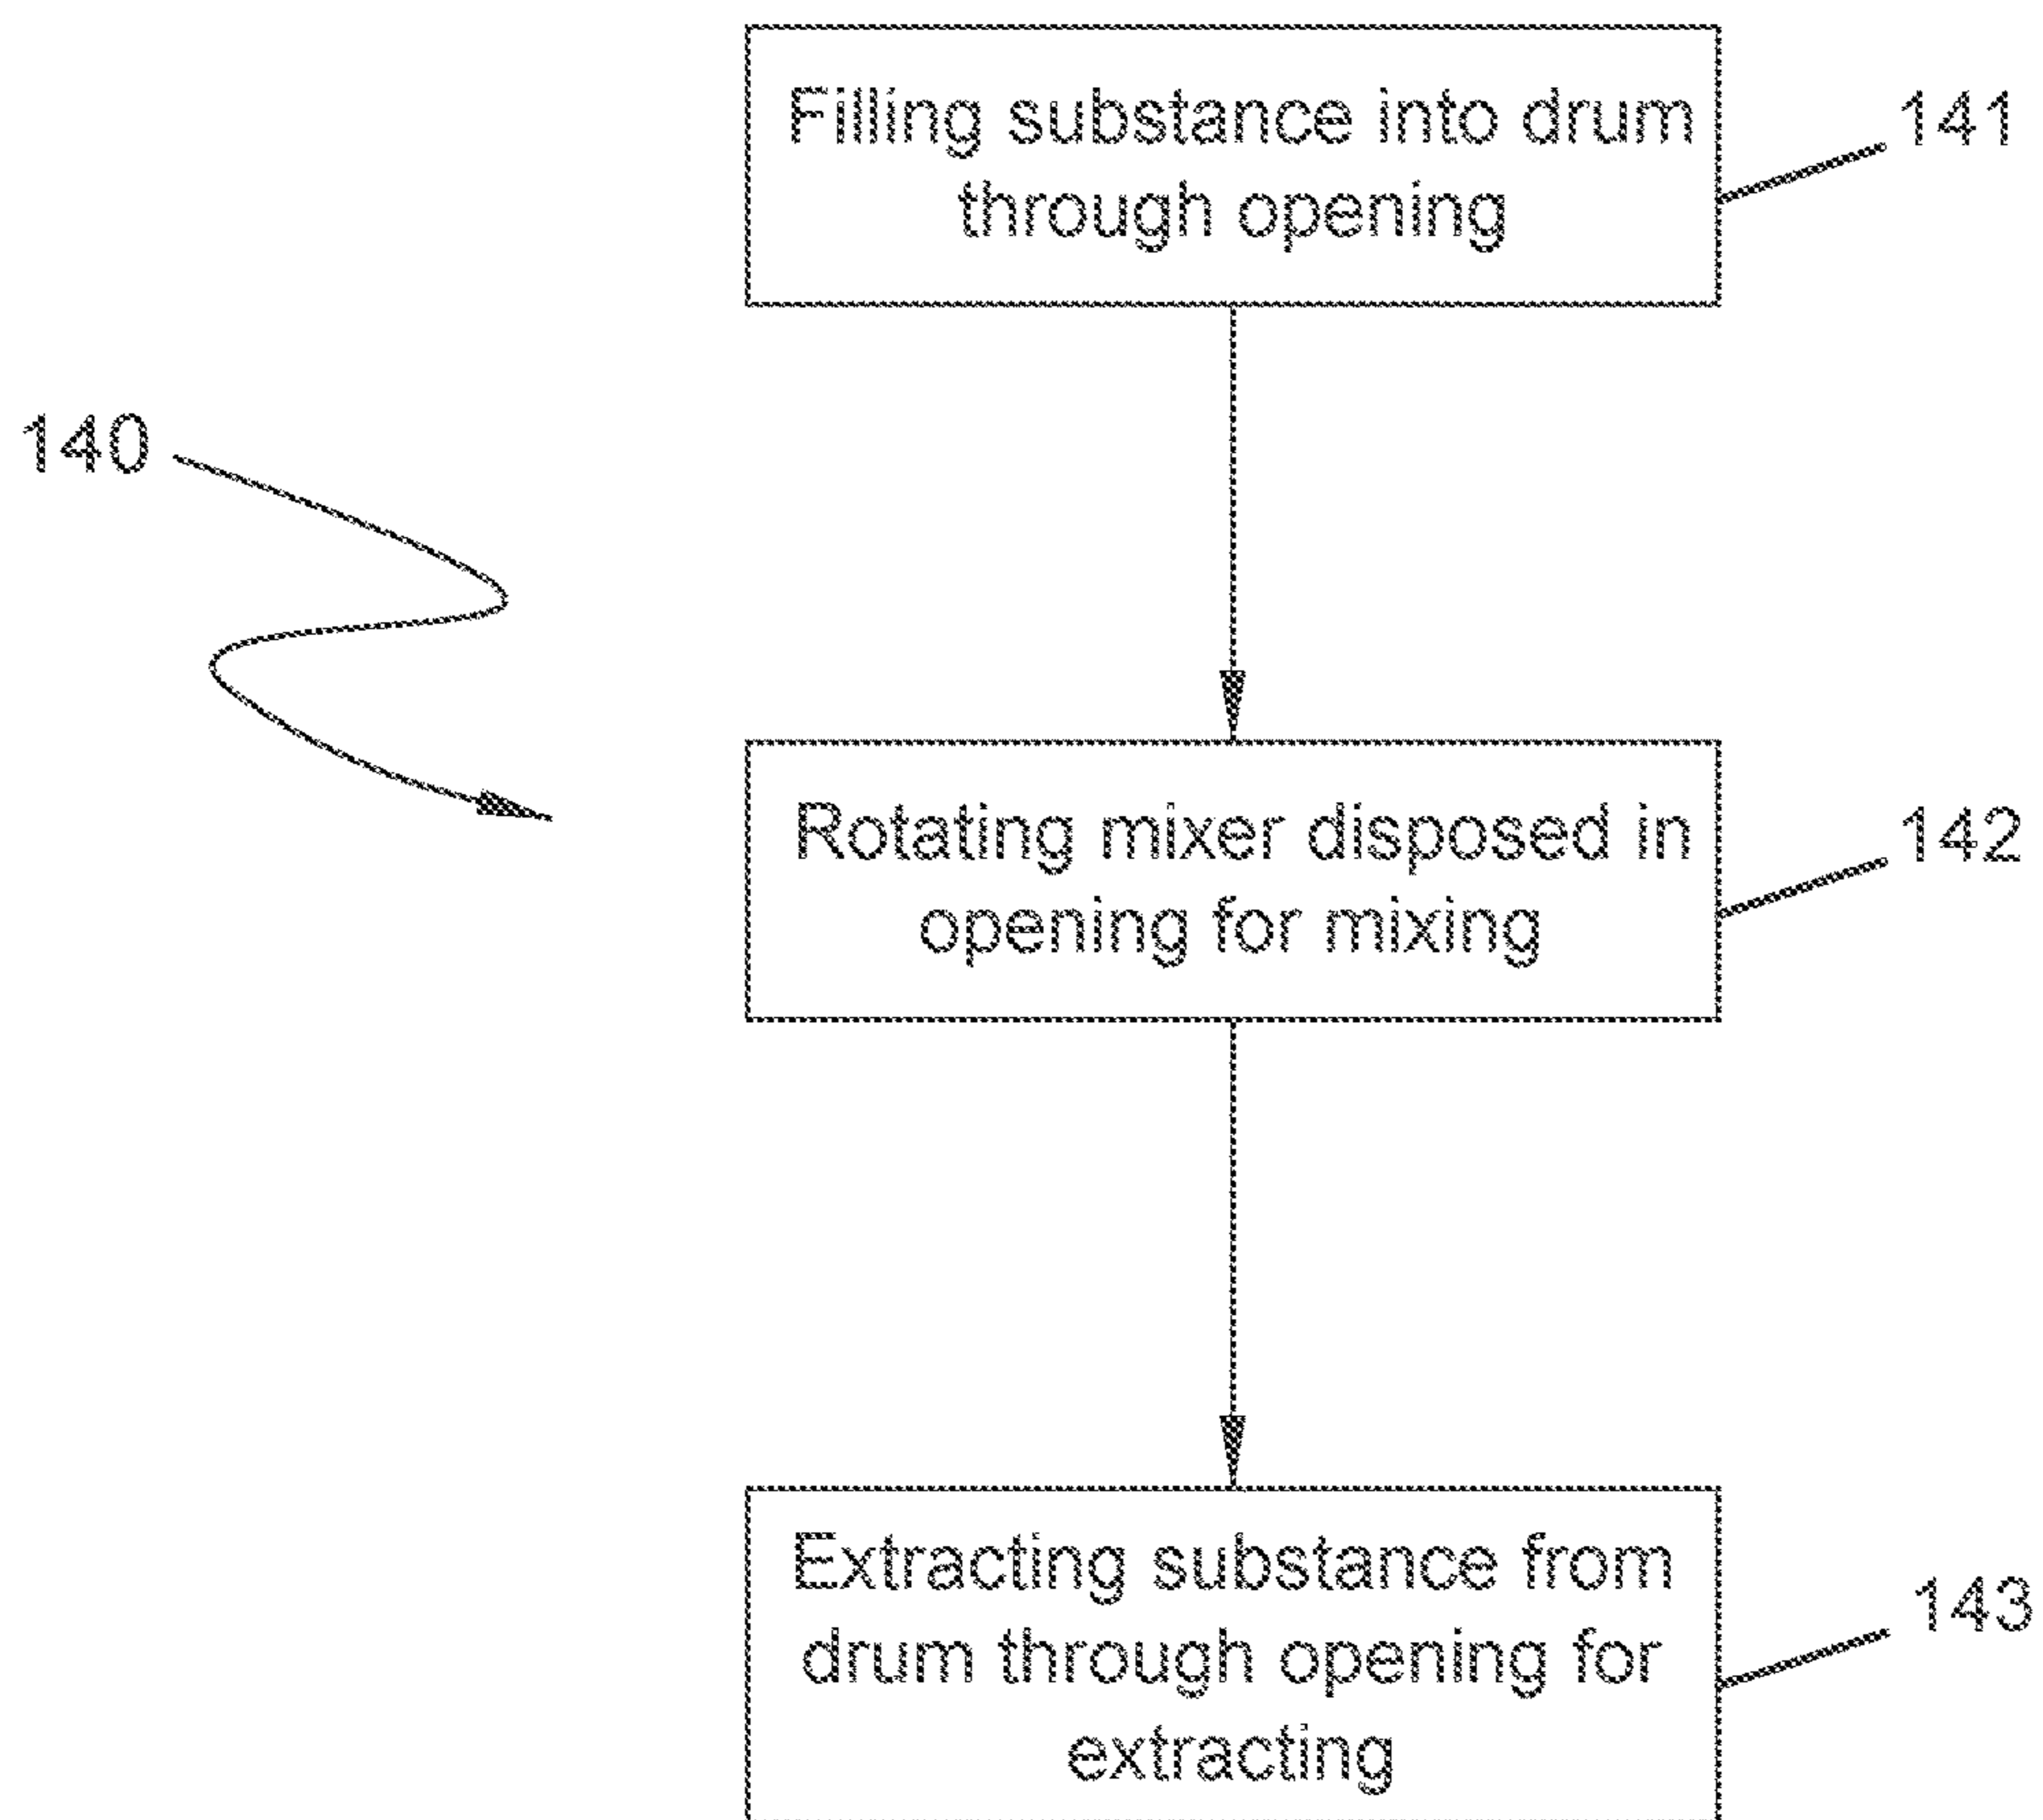 Filling substance into drum
through opening
141
140
Rotating mixer disposed in
opening for mixing
142
Extracting substance from
drum through opening for
extracting
143